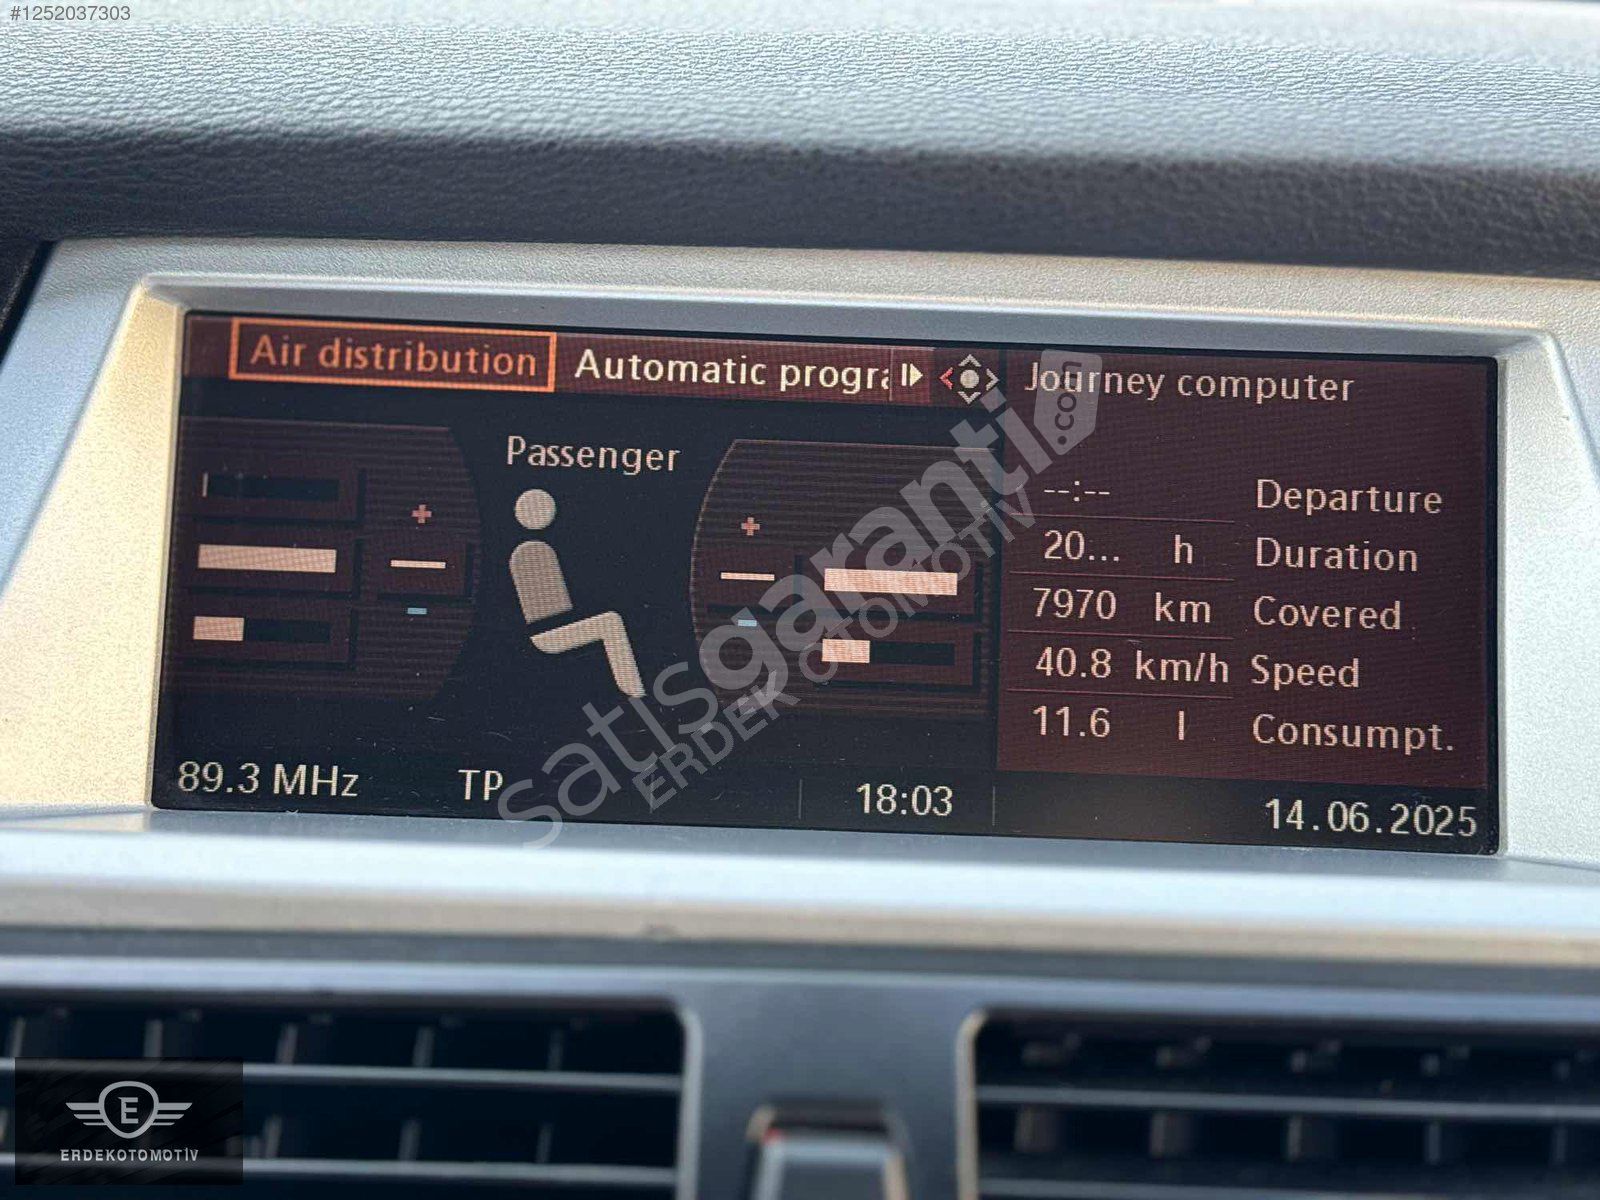 #1252037303
Air distribution
Automatic progra
Journey computer
Passenger
--:-- Departure
20... h Duration
7970 km Covered
40.8 km/h Speed
11.6 l Consumpt.
89.3 MHz TP 18:03 14.06.2025
satısgaranti.com
ERDEK OTOMOTİV
E
ERDEKOTOMOTİV